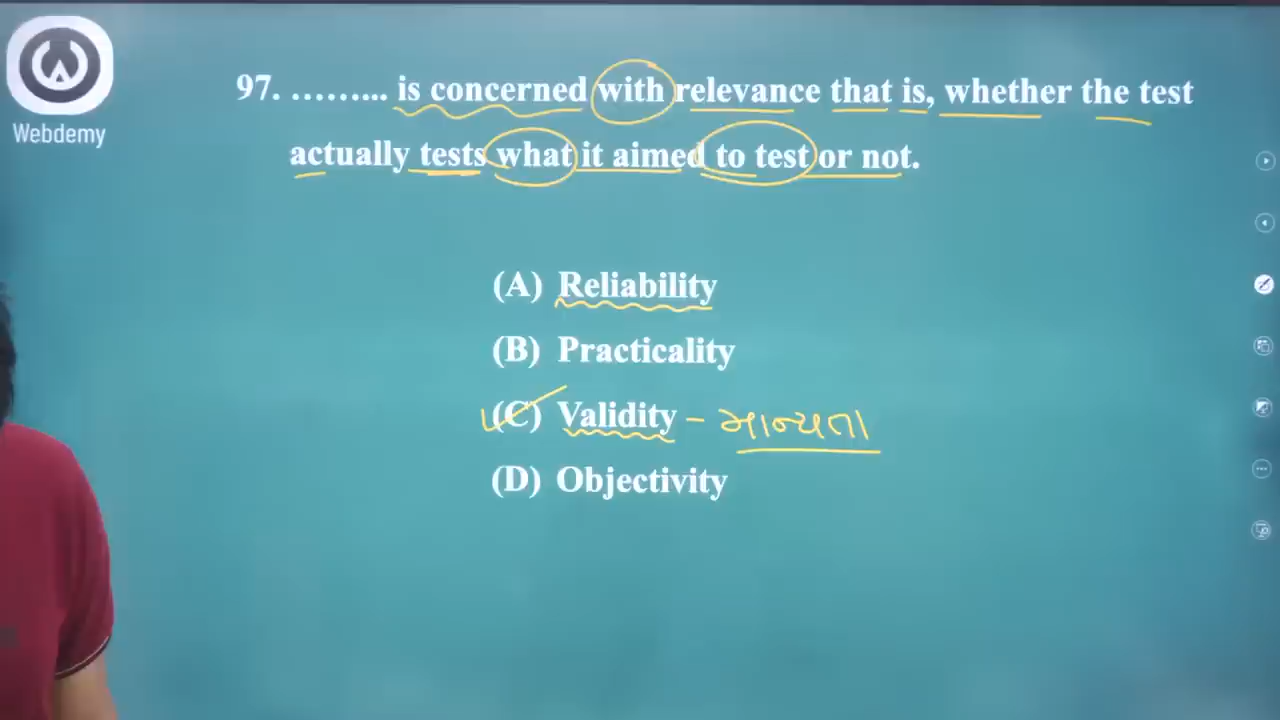 Webdemy
97. ......... is concerned with relevance that is, whether the test
actually tests what it aimed to test or not.
(A) Reliability
(B) Practicality
(C) Validity – માન્યતા
(D) Objectivity